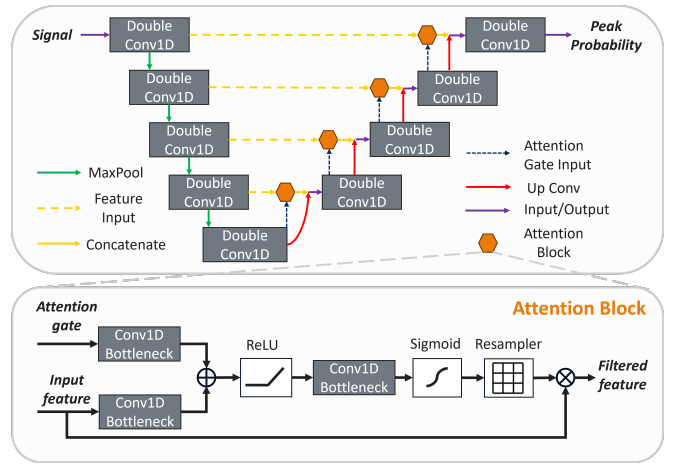 Signal
Double
Conv1D
Double
Conv1D
Peak
Probability
Double
Conv1D
Double
Conv1D
Double
Conv1D
Double
Conv1D
Double
Conv1D
Double
Conv1D
Double
Conv1D
MaxPool
Feature
Input
Concatenate
Attention
Gate Input
Up Conv
Input/Output
Attention
Block
Attention Block
Attention
gate
Conv1D
Bottleneck
Input
feature
Conv1D
Bottleneck
ReLU
Conv1D
Bottleneck
Sigmoid
Resampler
Filtered
feature